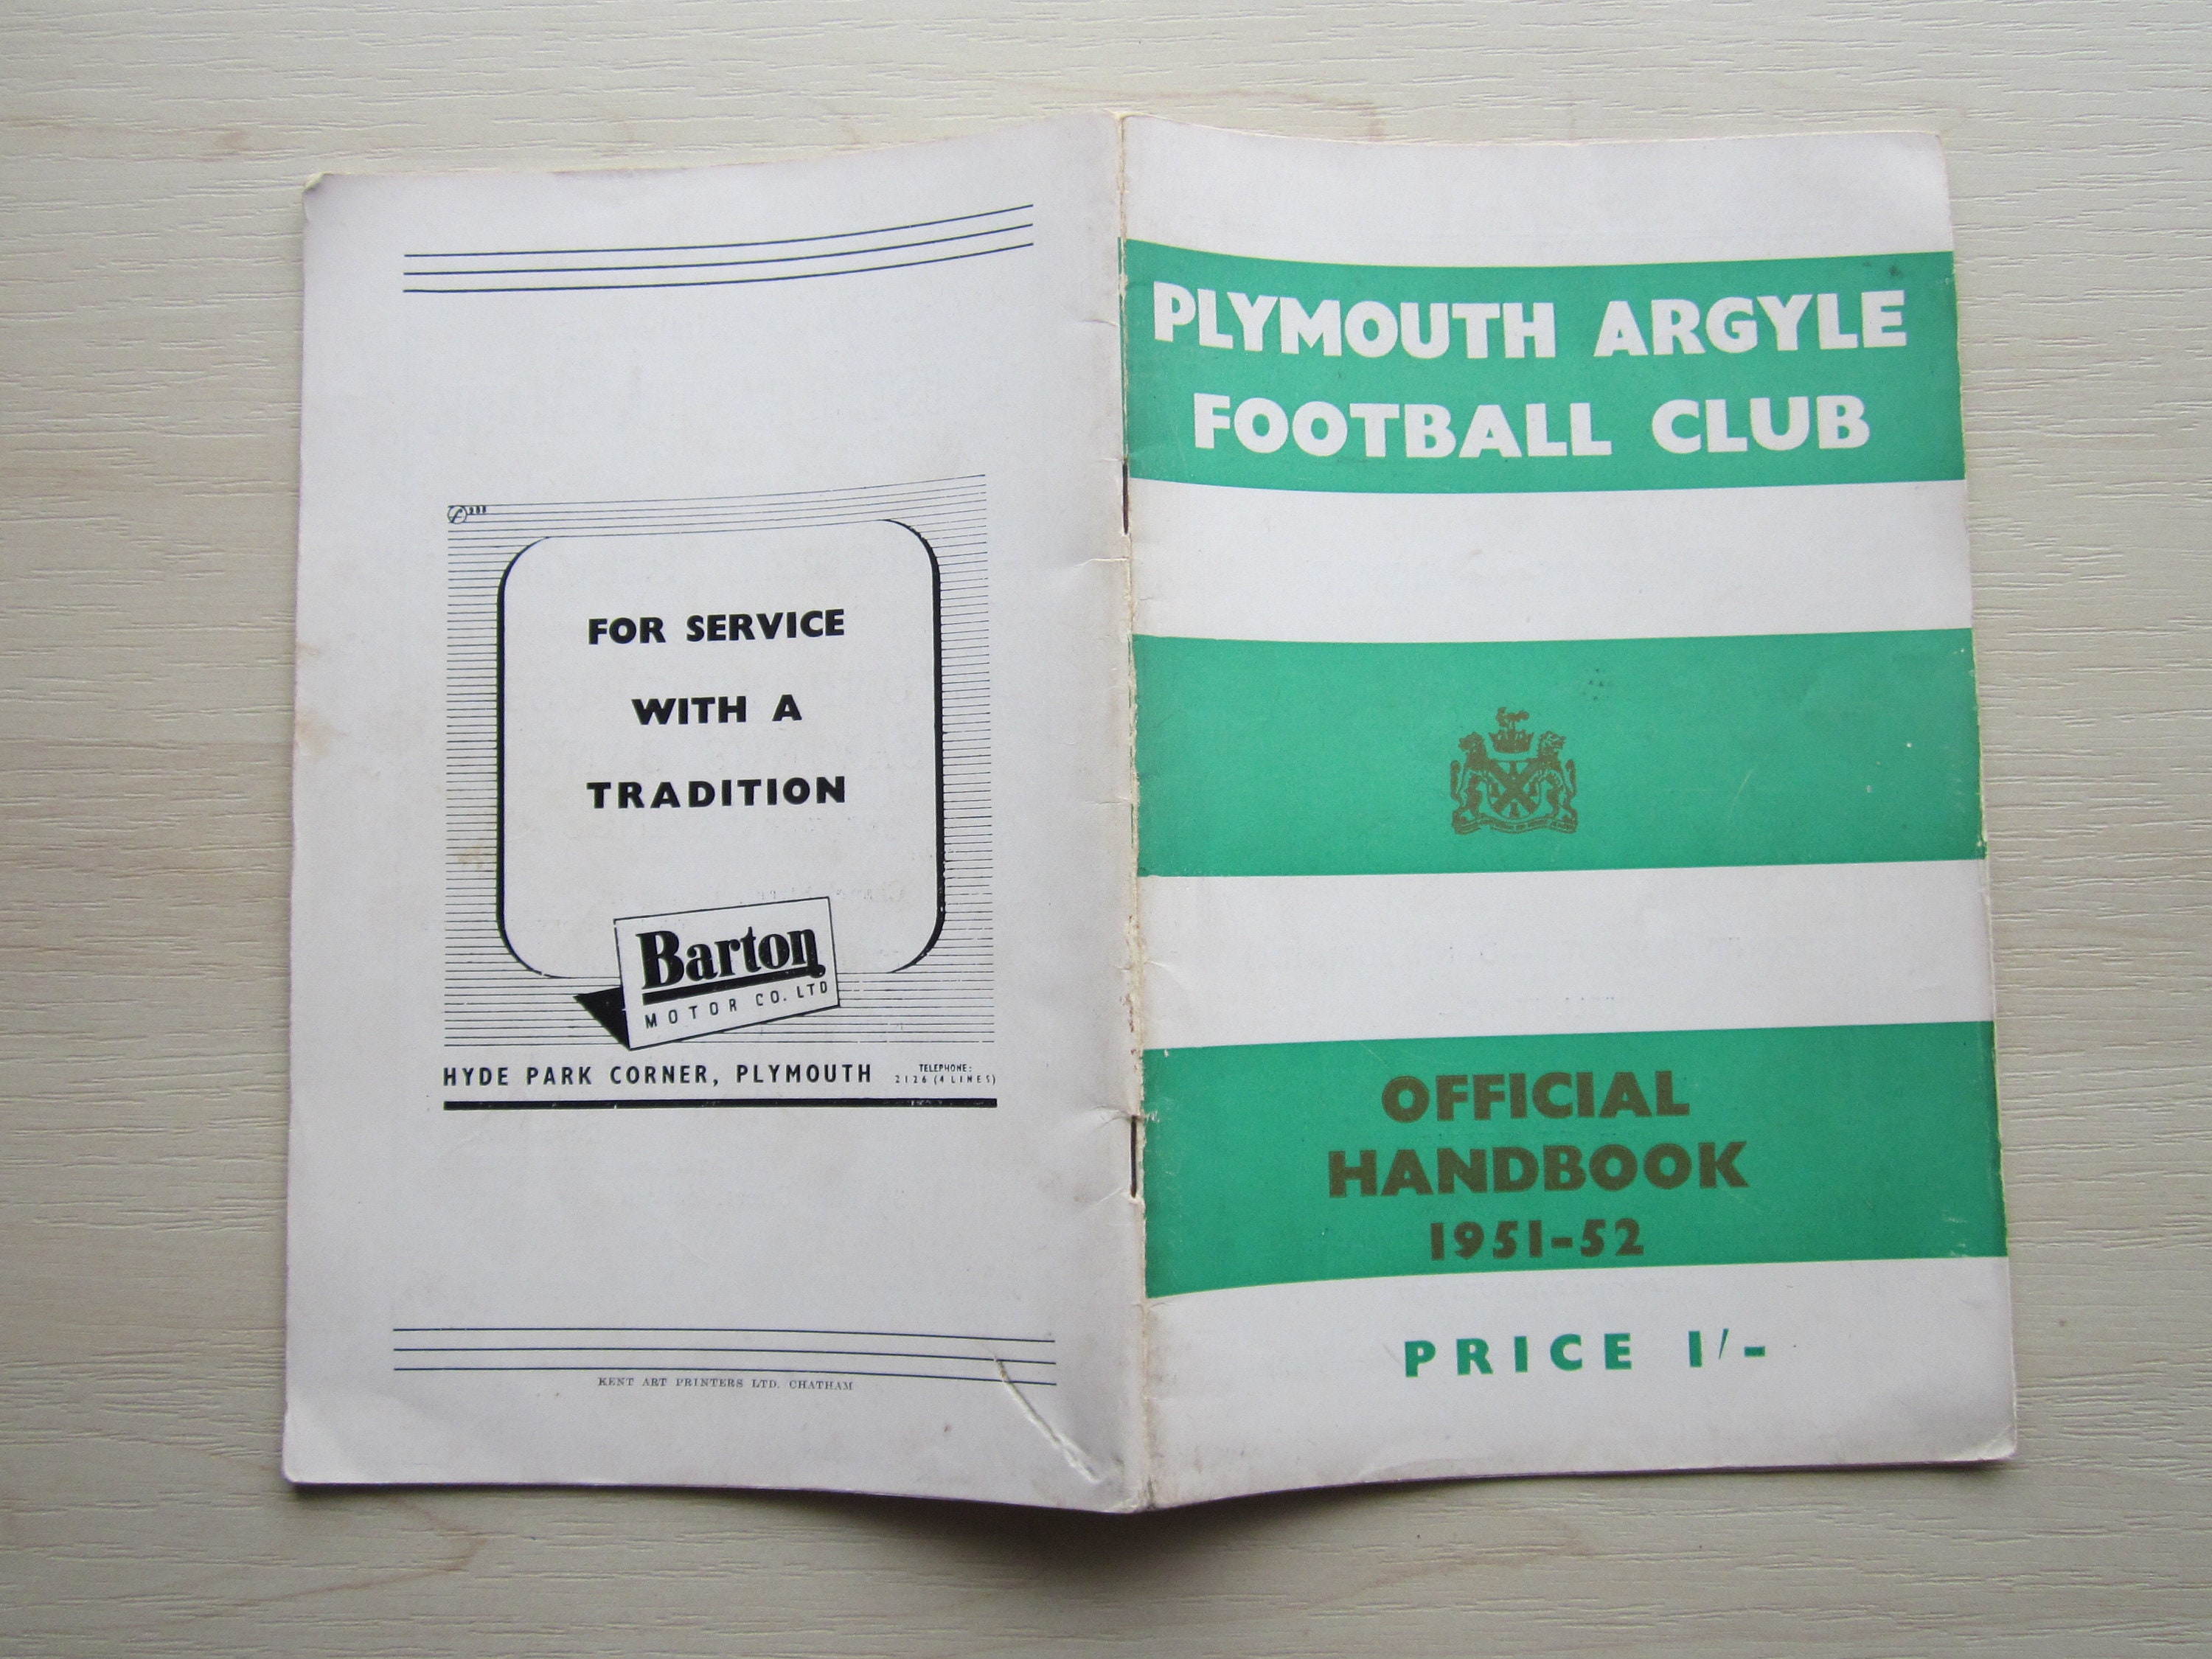 FOR SERVICE
WITH A
TRADITION
Barton
MOTOR CO. LTD
HYDE PARK CORNER, PLYMOUTH
TELEPHONE:
2126 (4 LINES)
KENT ART PRINTERS LTD. CHATHAM
PLYMOUTH ARGYLE
FOOTBALL CLUB
OFFICIAL
HANDBOOK
1951-52
PRICE 1/-